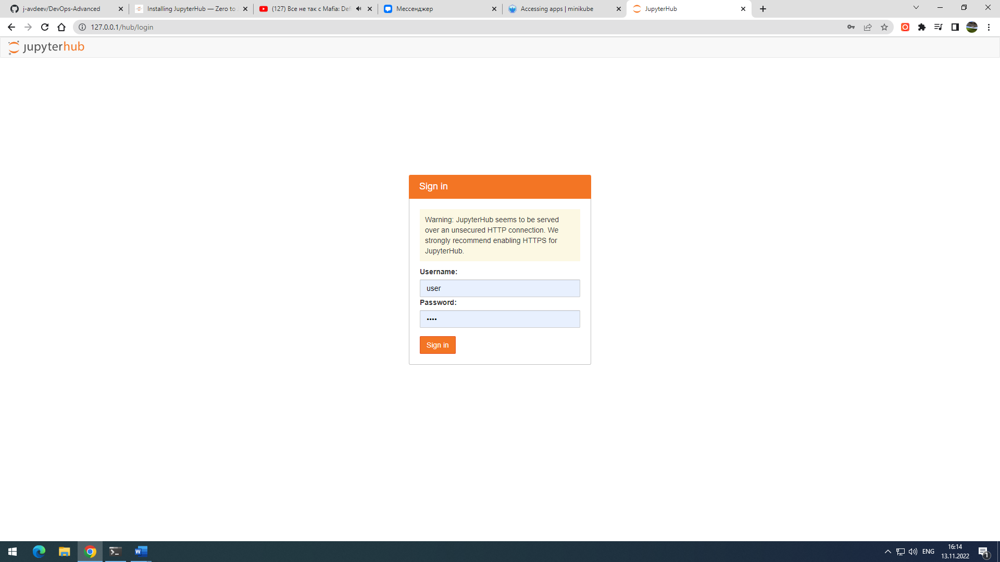 j-avdeev/DevOps-Advanced
Installing JupyterHub — Zero to
(127) Все не так с Mafia: Def
Мессенджер
Accessing apps | minikube
JupyterHub
127.0.0.1/hub/login
jupyterhub
Sign in
Warning: JupyterHub seems to be served
over an unsecured HTTP connection. We
strongly recommend enabling HTTPS for
JupyterHub.
Username:
user
Password:
••••
Sign in
ENG
16:14
13.11.2022
1